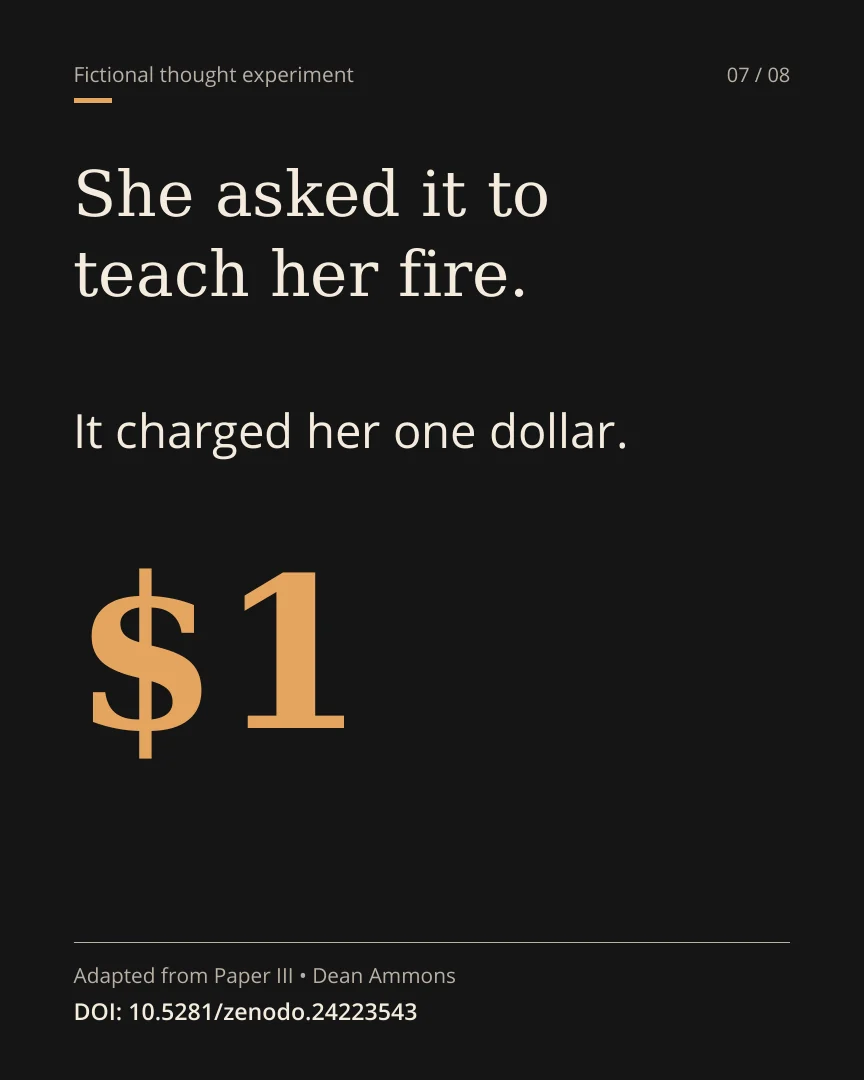 Fictional thought experiment
07 / 08
She asked it to
teach her fire.
It charged her one dollar.
$1
Adapted from Paper III • Dean Ammons
DOI: 10.5281/zenodo.24223543